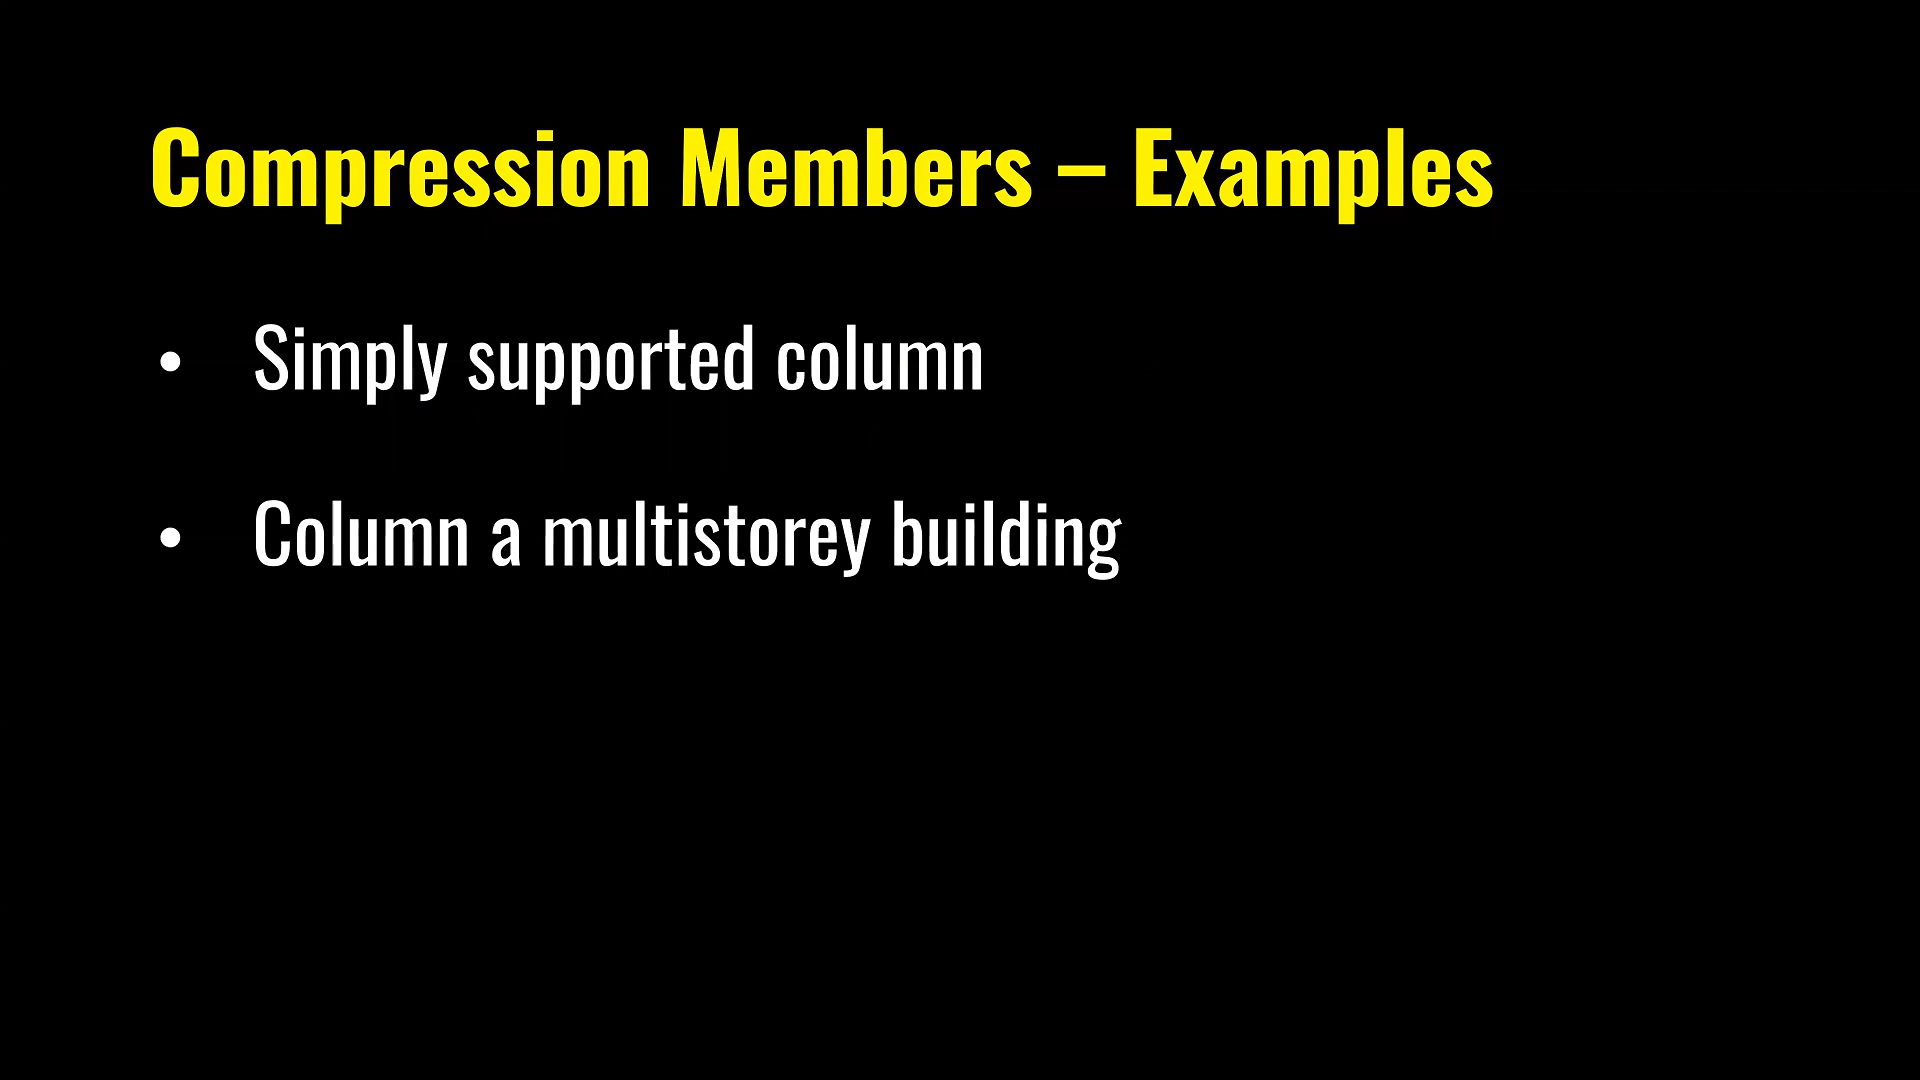 Compression Members – Examples
• Simply supported column
• Column a multistorey building